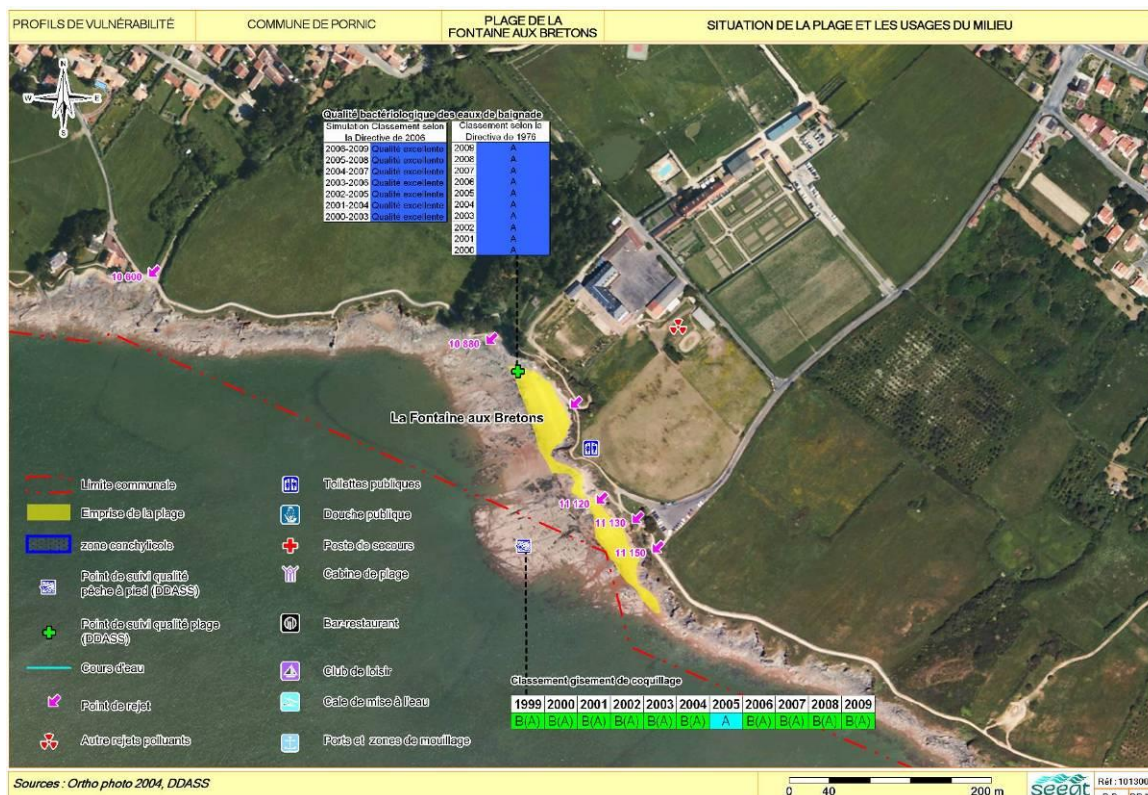 PROFILS DE VULNÉRABILITÉ
COMMUNE DE PORNIC
PLAGE DE LA
FONTAINE AUX BRETONS
SITUATION DE LA PLAGE ET LES USAGES DU MILIEU
N
W E
S
Qualité bactériologique des eaux de baignade
Simulation Classement selon
la Directive de 2006
2006-2009 Qualité excellente
2005-2008 Qualité excellente
2004-2007 Qualité excellente
2003-2006 Qualité excellente
2002-2005 Qualité excellente
2001-2004 Qualité excellente
2000-2003 Qualité excellente
Classement selon la
Directive de 1976
2009 A
2008 A
2007 A
2006 A
2005 A
2004 A
2003 A
2002 A
2001 A
2000 A
10 600
10 880
La Fontaine aux Bretons
11 120
11 130
11 150
Limite communale
Emprise de la plage
zone conchylicole
Point de suivi qualité
pêche à pied (DDASS)
Point de suivi qualité plage
(DDASS)
Cours d'eau
Point de rejet
Autre rejets polluants
Toilettes publiques
Douche publique
Poste de secours
Cabine de plage
Bar-restaurant
Club de loisir
Cale de mise à l'eau
Ports et zones de mouillage
Classement gisement de coquillage
1999 2000 2001 2002 2003 2004 2005 2006 2007 2008 2009
B(A) B(A) B(A) B(A) B(A) B(A) A B(A) B(A) B(A) B(A)
Sources : Ortho photo 2004, DDASS
0 40 200 m
seeat
Réf : 101300